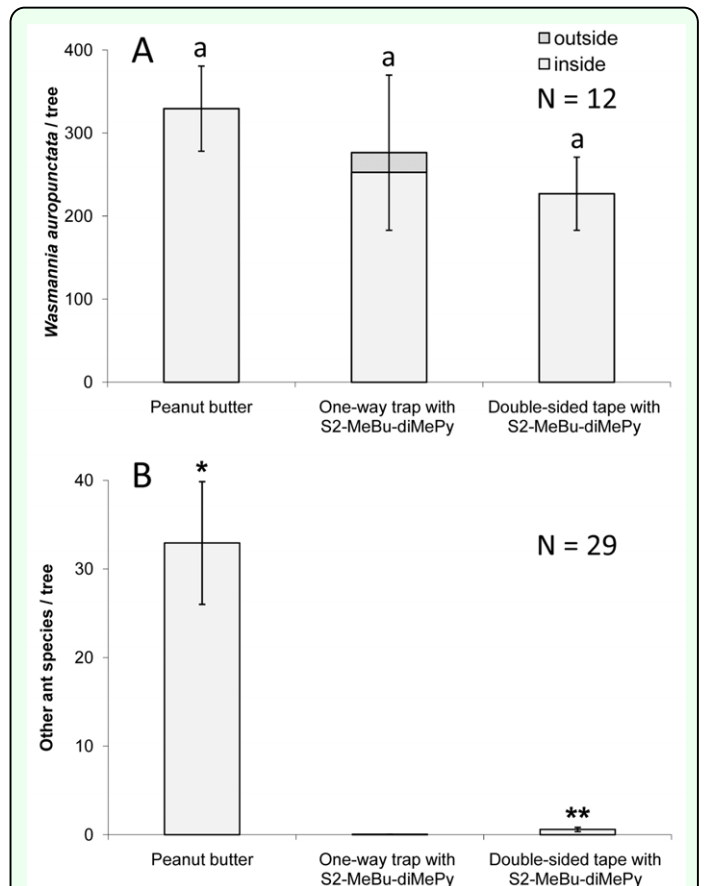 A
400
300
200
100
0
Wasmannia auropunctata / tree
a
a
a
outside
inside
N = 12
Peanut butter
One-way trap with
S2-MeBu-diMePy
Double-sided tape with
S2-MeBu-diMePy
B
40
30
20
10
0
Other ant species / tree
*
**
N = 29
Peanut butter
One-way trap with
S2-MeBu-diMePy
Double-sided tape with
S2-MeBu-diMePy